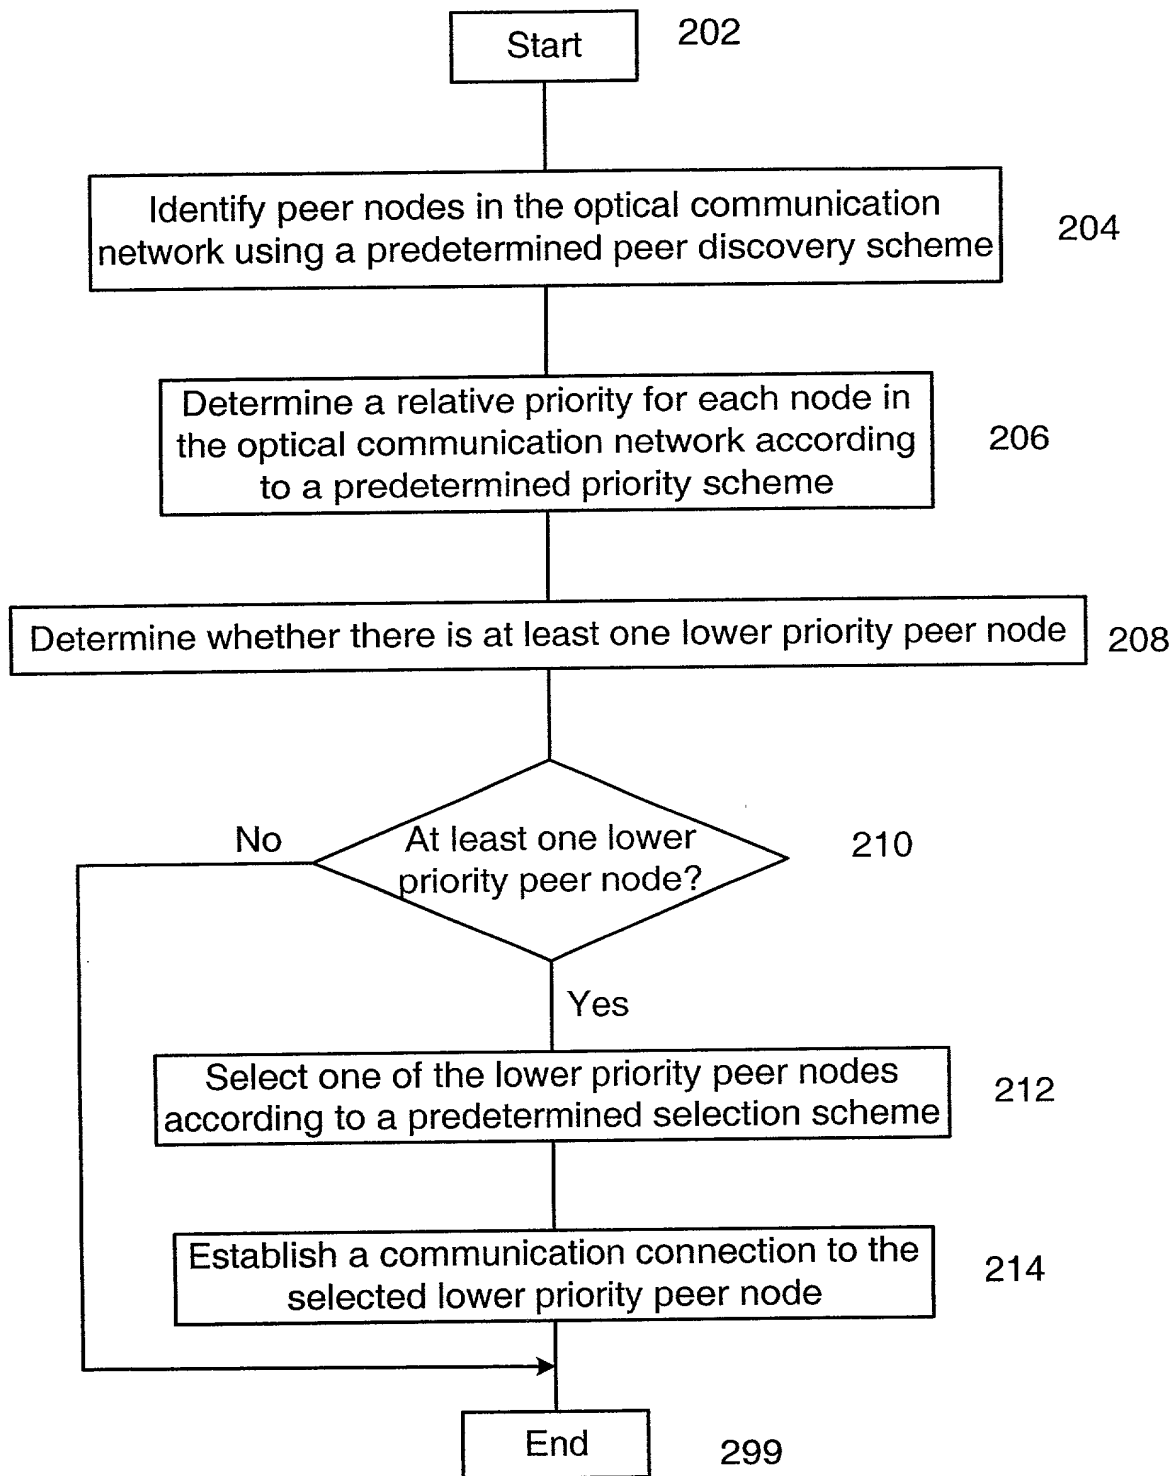 Start
202
Identify peer nodes in the optical communication
network using a predetermined peer discovery scheme
204
Determine a relative priority for each node in
the optical communication network according
to a predetermined priority scheme
206
Determine whether there is at least one lower priority peer node
208
No
At least one lower
priority peer node?
210
Yes
Select one of the lower priority peer nodes
according to a predetermined selection scheme
212
Establish a communication connection to the
selected lower priority peer node
214
End
299